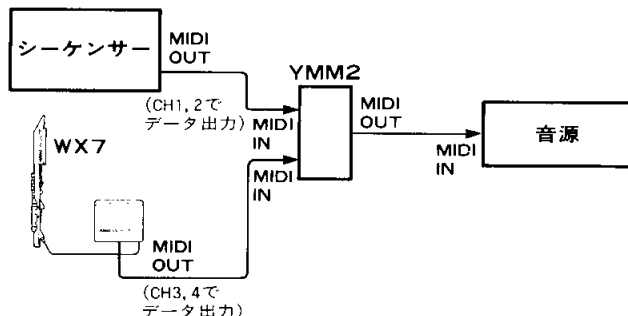 シーケンサー
MIDI
OUT
(CH1, 2で
データ出力)
MIDI
IN
YMM2
MIDI
OUT
MIDI
IN
音源
WX7
MIDI
OUT
(CH3, 4で
データ出力)
MIDI
IN